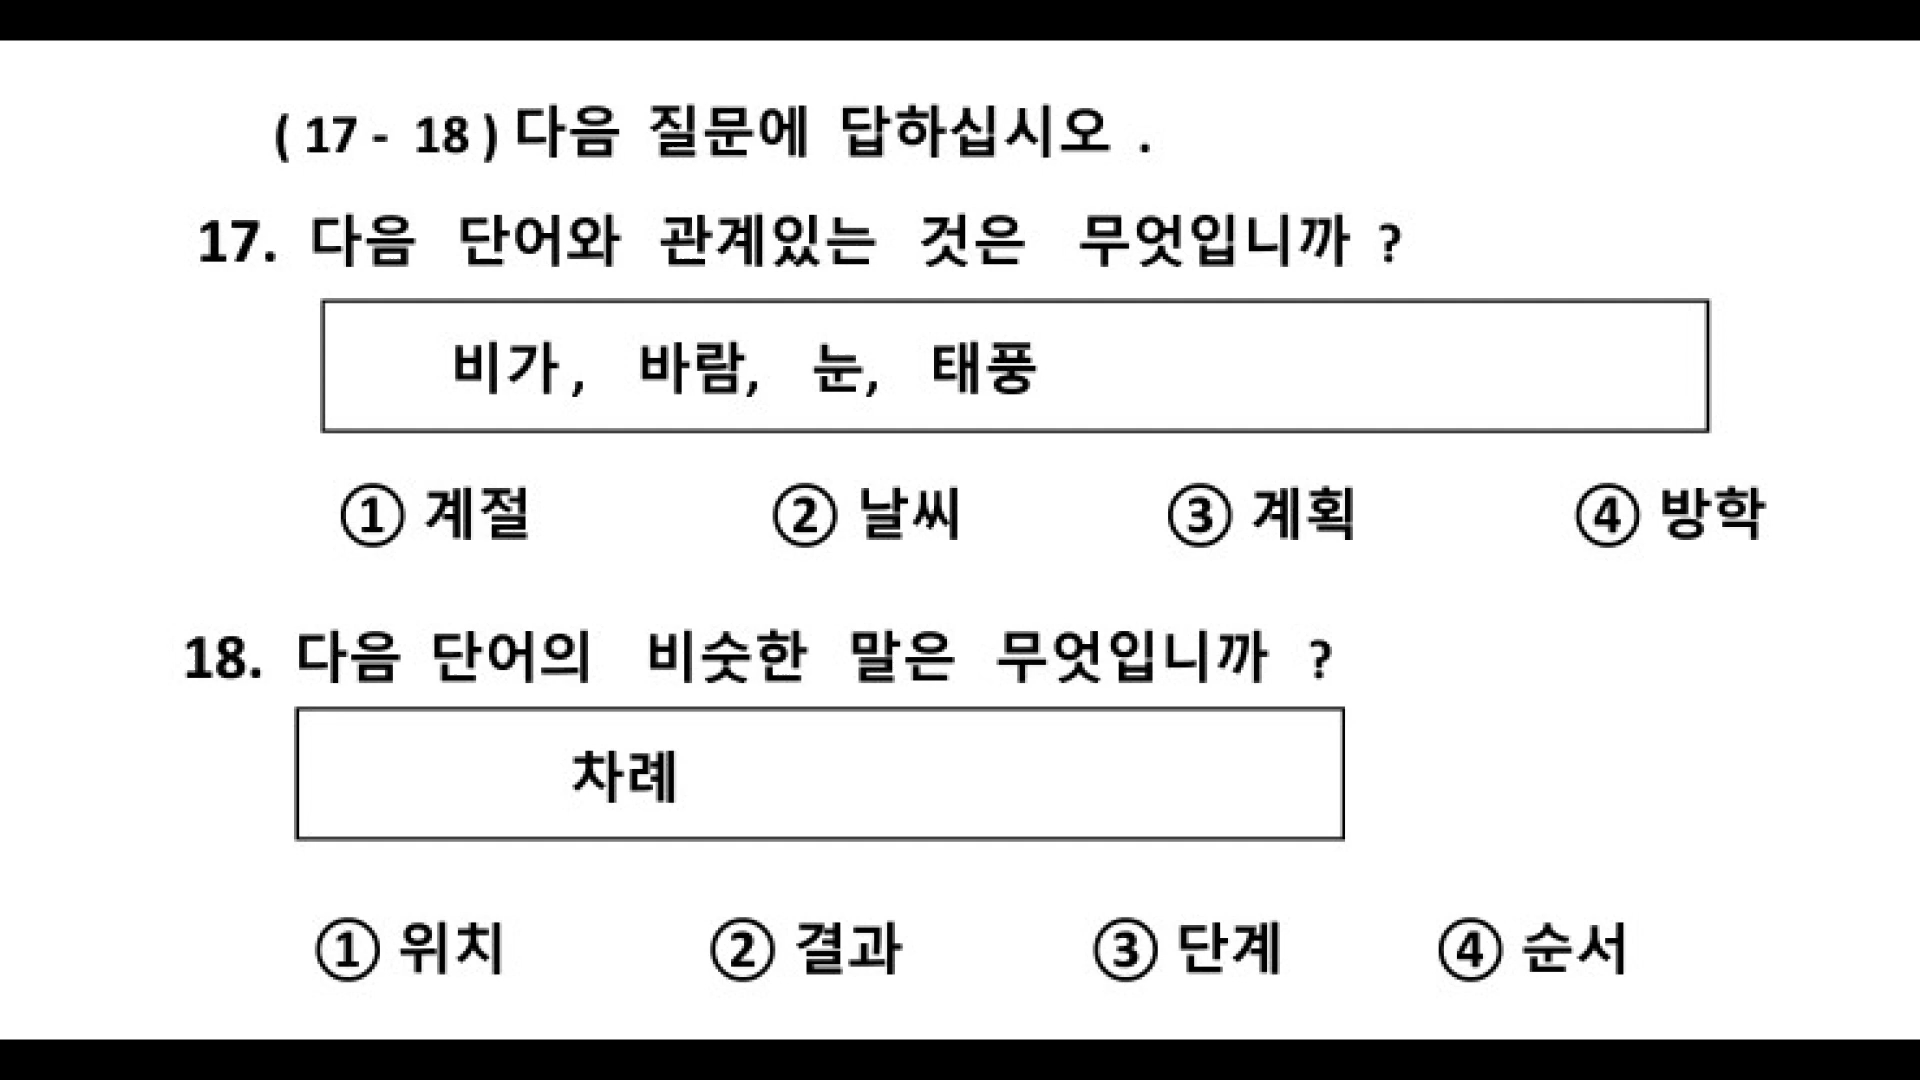 ( 17 - 18 ) 다음 질문에 답하십시오 .
17. 다음 단어와 관계있는 것은 무엇입니까 ?
비가 , 바람, 눈, 태풍
① 계절 ② 날씨 ③ 계획 ④ 방학
18. 다음 단어의 비슷한 말은 무엇입니까 ?
차례
① 위치 ② 결과 ③ 단계 ④ 순서